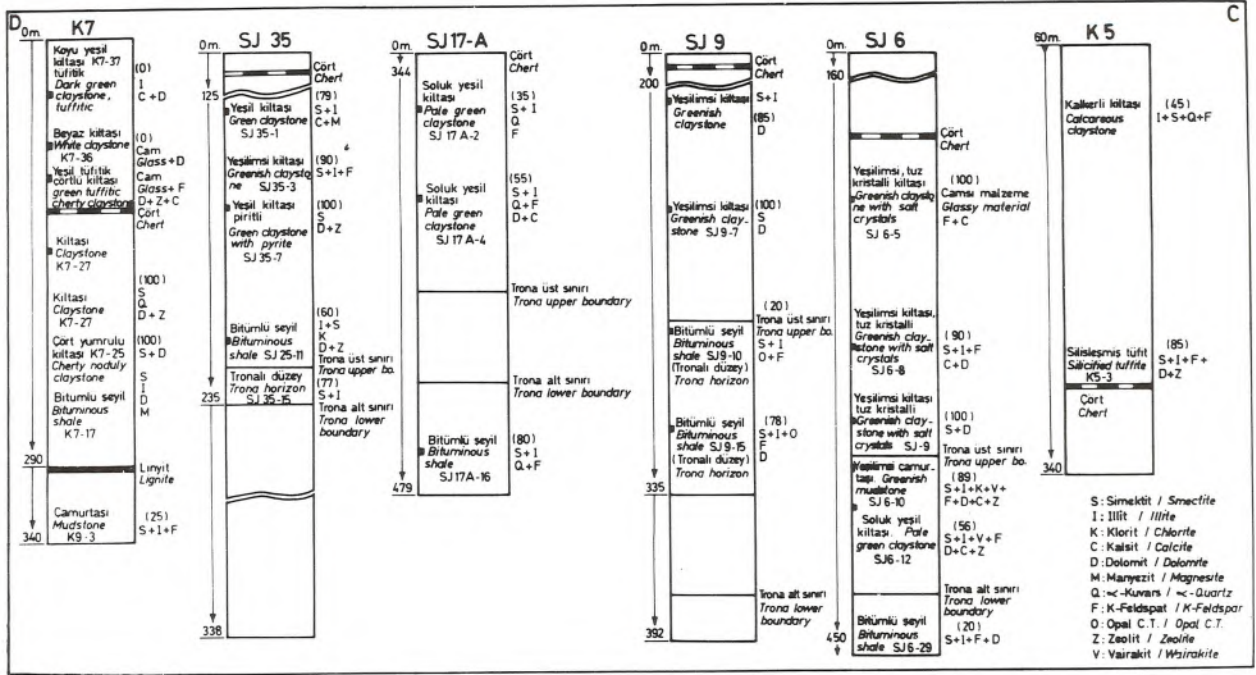 D
C
K7
0m.
Koyu yeşil
kiltaşı K7-37
tüfitik
Dark green
claystone,
tuffitic
(0)
I
C+D
Beyaz kiltaşı
White claystone
K7-36
(0)
Cam
Glass+D
Yeşil tüfitik
çörtlü kiltaşı
green tuffitic
cherty claystone
Cam
Glass+F
D+Z+C
Çört
Chert
Kiltaşı
Claystone
K7-27
(100)
S
Q
D+Z
Kiltaşı
Claystone
K7-27
Çört yumrulu
kiltaşı K7-25
Cherty noduly
claystone
(100)
S+D
Bitümlü şeyil
Bituminous
shale
K7-17
S
I
D
M
290
Linyit
Lignite
Çamurtaşı
Mudstone
K9-3
(25)
S+I+F
340
SJ 35
0m.
Çört
Chert
125
Yeşil kiltaşı
Green claystone
SJ 35-1
(79)
S+I
C+M
Yeşilimsi kiltaşı
Greenish claysto
ne SJ35-3
(90)
S+I+F
Yeşil kiltaşı
piritli
Green claystone
with pyrite
SJ 35-7
(100)
S
D+Z
Bitümlü şeyil
Bituminous
shale SJ 25-11
(60)
I+S
K
D+Z
Trona üst sınırı
Trona upper bo.
Tronalı düzey
Trona horizon
SJ 35-15
(77)
S+I
235
Trona alt sınırı
Trona lower
boundary
338
SJ 17-A
0m.
344
Çört
Chert
Soluk yeşil
kiltaşı
Pale green
claystone
SJ 17 A-2
(35)
S+I
Q
F
Soluk yeşil
kiltaşı
Pale green
claystone
SJ 17 A-4
(55)
S+I
Q+F
D+C
Trona üst sınırı
Trona upper boundary
Trona alt sınırı
Trona lower boundary
Bitümlü şeyil
Bituminous
shale
SJ 17A-16
(80)
S+I
Q+F
479
SJ 9
0m.
200
Çört
Chert
Yeşilimsi kiltaşı
Greenish
claystone
S+I
(85)
D
Yeşilimsi kiltaşı
Greenish clay_
stone SJ 9-7
(100)
S
D
(20)
Trona üst sınırı
Trona upper bo.
Bitümlü şeyil
Bituminous
shale SJ9-10
(Tronalı düzey)
Trona horizon
S+I
O+F
Bitümlü şeyil
Bituminous
shale SJ 9-15
(Tronalı düzey)
Trona horizon
(78)
S+I+O
F
D
335
Trona alt sınırı
Trona lower
boundary
392
SJ 6
0m.
160
Çört
Chert
Yeşilimsi, tuz
kristalli kiltaşı
Greenish claysto
ne with salt
crystals
SJ 6-5
(100)
Camsı malzeme
Glassy material
F+C
Yeşilimsi kiltaşı,
tuz kristalli
Greenish clay_
stone with salt
crystals
SJ 6-8
(90)
S+I+F
C+D
Yeşilimsi kiltaşı
tuz kristalli
Greenish clay-
stone with salt
crystals SJ-9
(100)
S+D
Trona üst sınırı
Trona upper bo.
Yeşilimsi çamur_
taşı. Greenish
mudstone
SJ 6-10
(89)
S+I+K+V+
F+D+C+Z
Soluk yeşil
kiltaşı. Pale
green claystone
SJ6-12
(56)
S+I+V+F
D+C+Z
Trona alt sınırı
Trona lower
boundary
Bitümlü şeyil
Bituminous
shale SJ 6-29
(20)
S+I+F+D
450
K 5
60m.
Kalkerli kiltaşı
Calcareous
claystone
(45)
I+S+Q+F
Silisleşmiş tüfit
Silicified tuffite
K5-3
(85)
S+I+F+
D+Z
Çört
Chert
340
S: Simektit / Smectite
I: İllit / Illite
K: Klorit / Chlorite
C: Kalsit / Calcite
D: Dolomit / Dolomite
M: Manyezit / Magnesite
Q: ∝-Kuvars / ∝-Quartz
F: K-Feldspat / K-Feldspar
O: Opal C.T. / Opal C.T.
Z: Zeolit / Zeolite
V: Vairakit / Wairakite